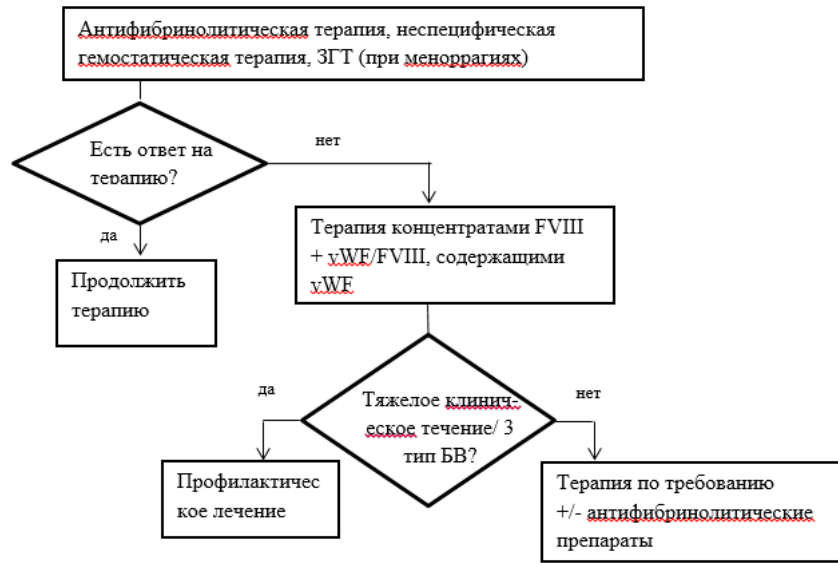 Антифибринолитическая терапия, неспецифическая
гемостатическая терапия, ЗГТ (при меноррагиях)
Есть ответ на
терапию?
нет
да
Терапия концентратами FVIII
+ vWF/FVIII, содержащими
vWF
Продолжить
терапию
да
нет
Тяжелое клинич-
еское течение/ 3
тип БВ?
Профилактичес
кое лечение
Терапия по требованию
+/- антифибринолитические
препараты